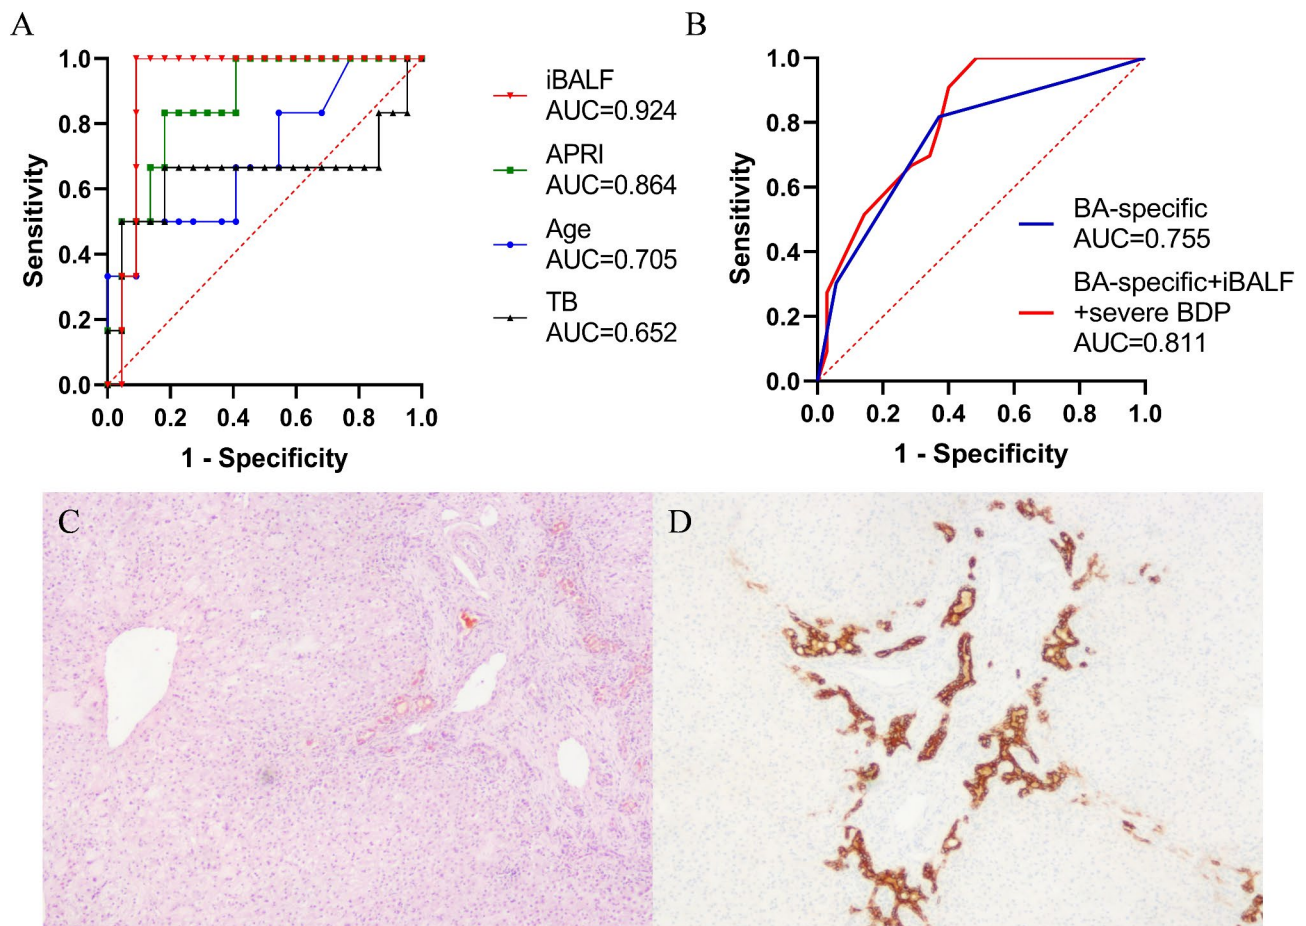 A
1.0
0.8
0.6
0.4
0.2
0.0
Sensitivity
0.0 0.2 0.4 0.6 0.8 1.0
1 - Specificity
iBALF
AUC=0.924
APRI
AUC=0.864
Age
AUC=0.705
TB
AUC=0.652
B
1.0
0.8
0.6
0.4
0.2
0.0
Sensitivity
0.0 0.2 0.4 0.6 0.8 1.0
1 - Specificity
BA-specific
AUC=0.755
BA-specific+iBALF
+severe BDP
AUC=0.811
C
D